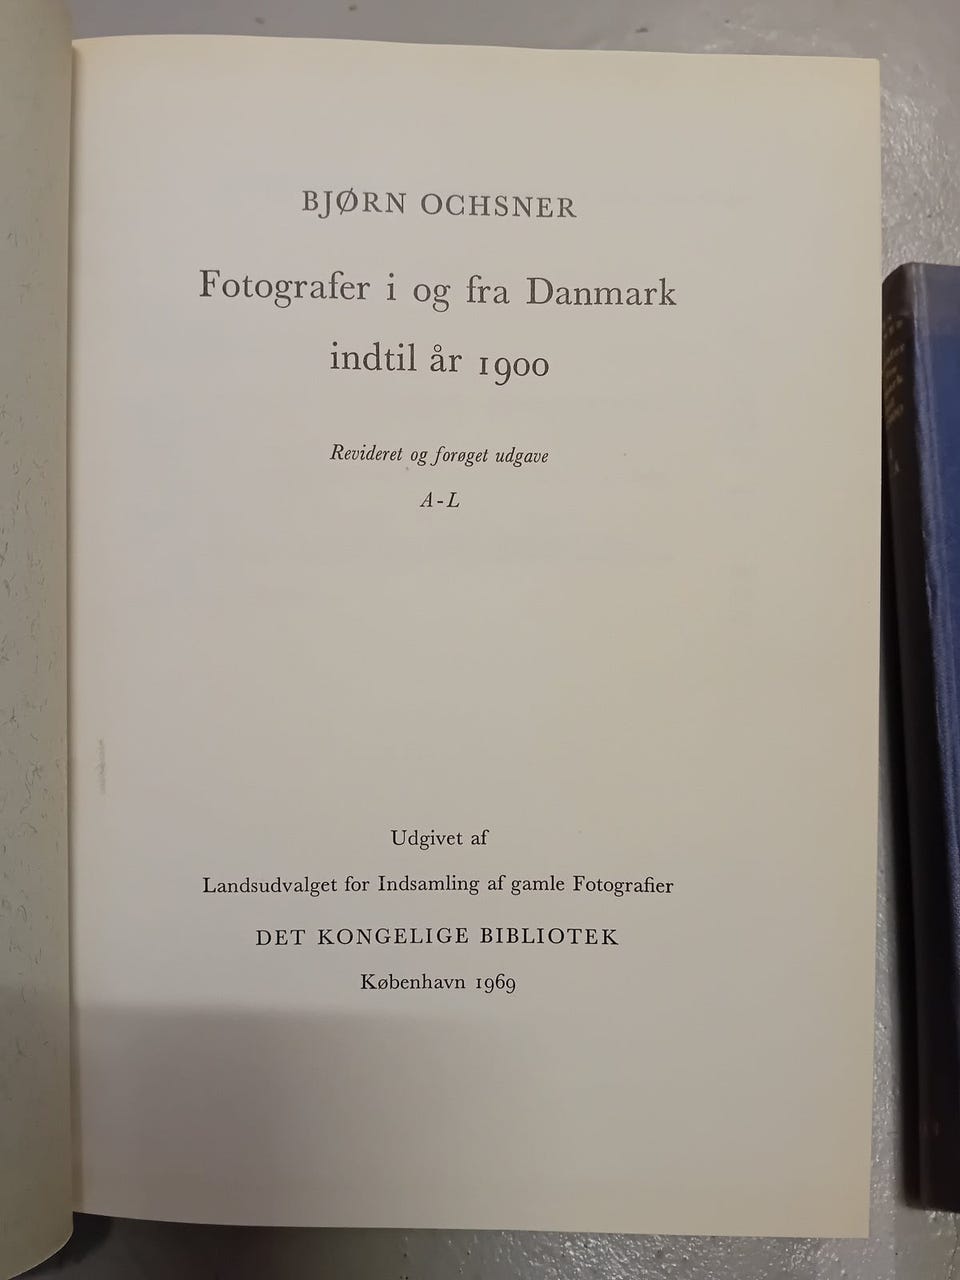 BJØRN OCHSNER
Fotografer i og fra Danmark
indtil år 1900
Revideret og forøget udgave
A-L
Udgivet af
Landsudvalget for Indsamling af gamle Fotografier
DET KONGELIGE BIBLIOTEK
København 1969